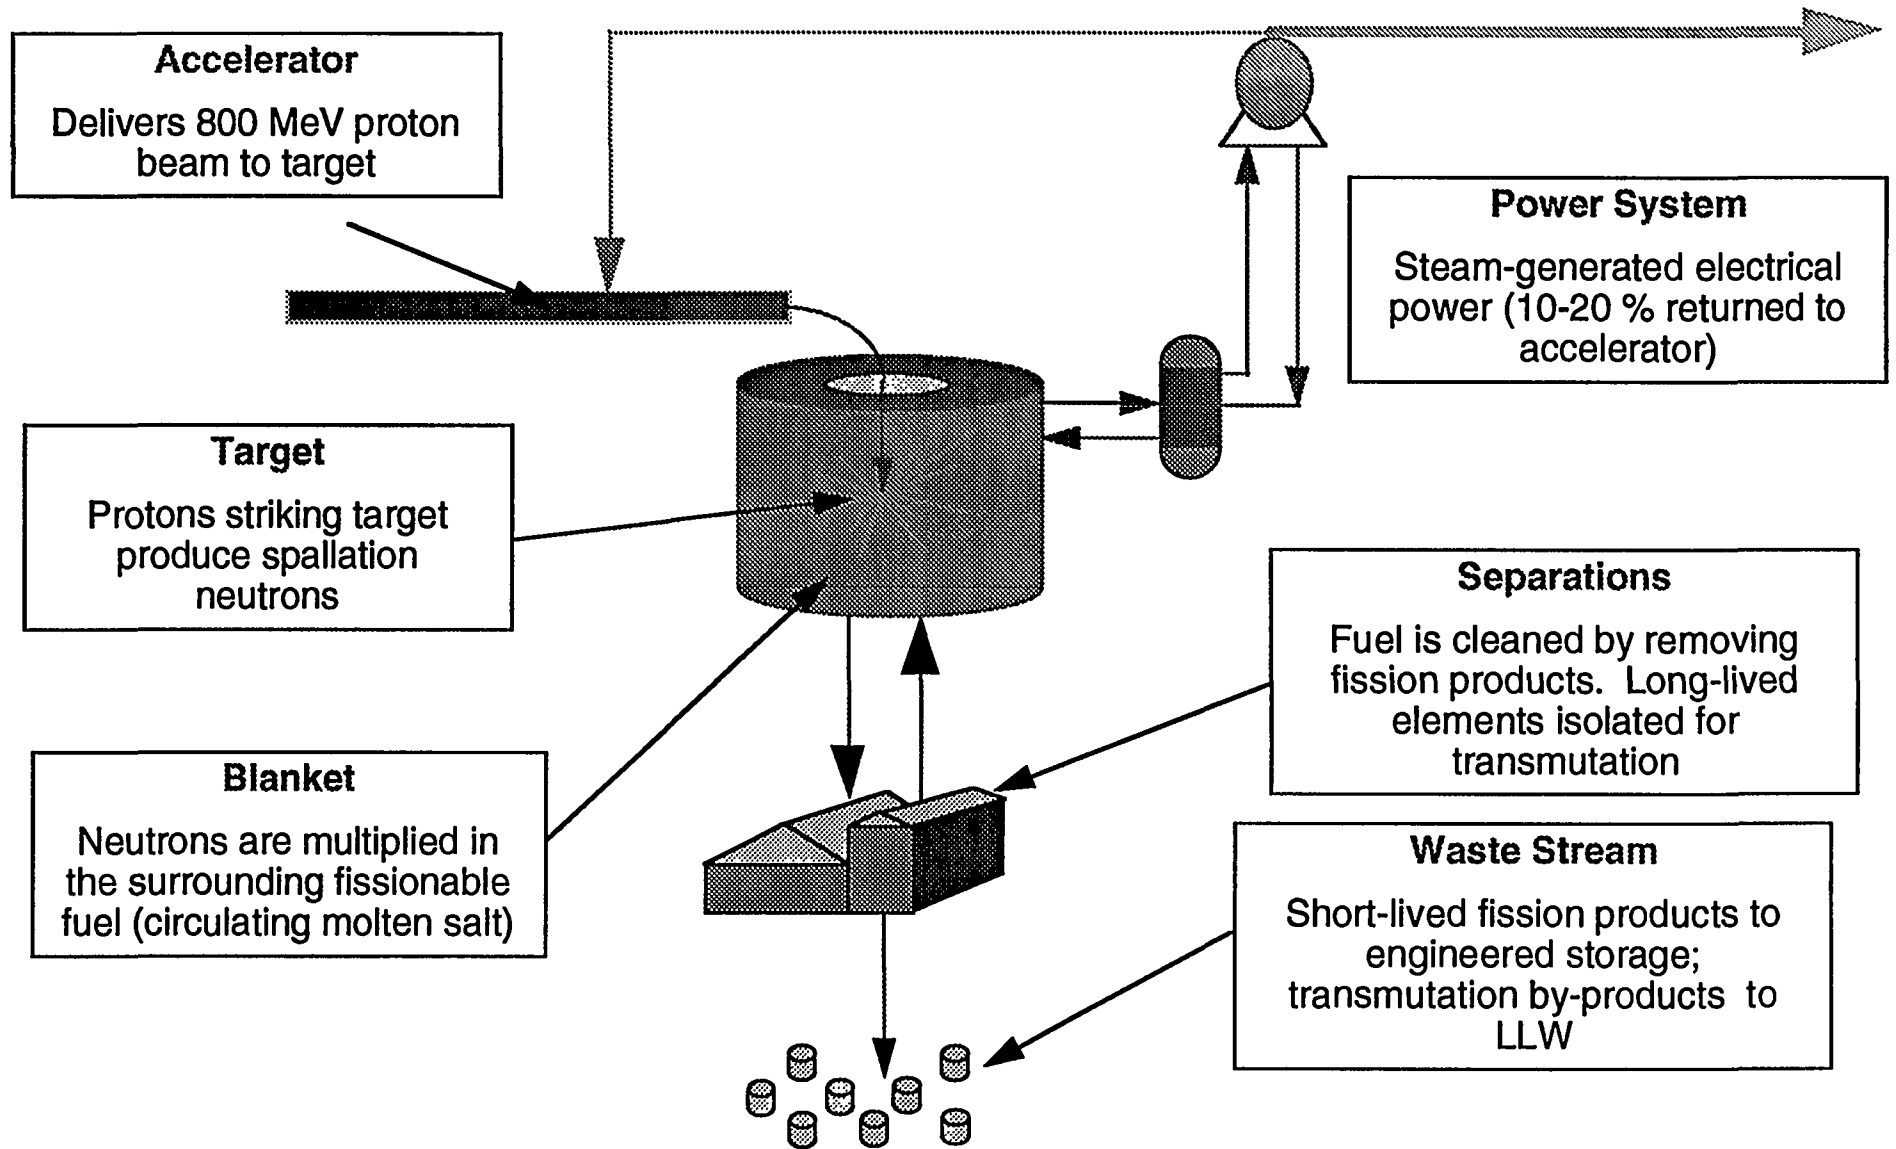 Accelerator
Delivers 800 MeV proton
beam to target
Power System
Steam-generated electrical
power (10-20 % returned to
accelerator)
Target
Protons striking target
produce spallation
neutrons
Separations
Fuel is cleaned by removing
fission products. Long-lived
elements isolated for
transmutation
Blanket
Neutrons are multiplied in
the surrounding fissionable
fuel (circulating molten salt)
Waste Stream
Short-lived fission products to
engineered storage;
transmutation by-products to
LLW